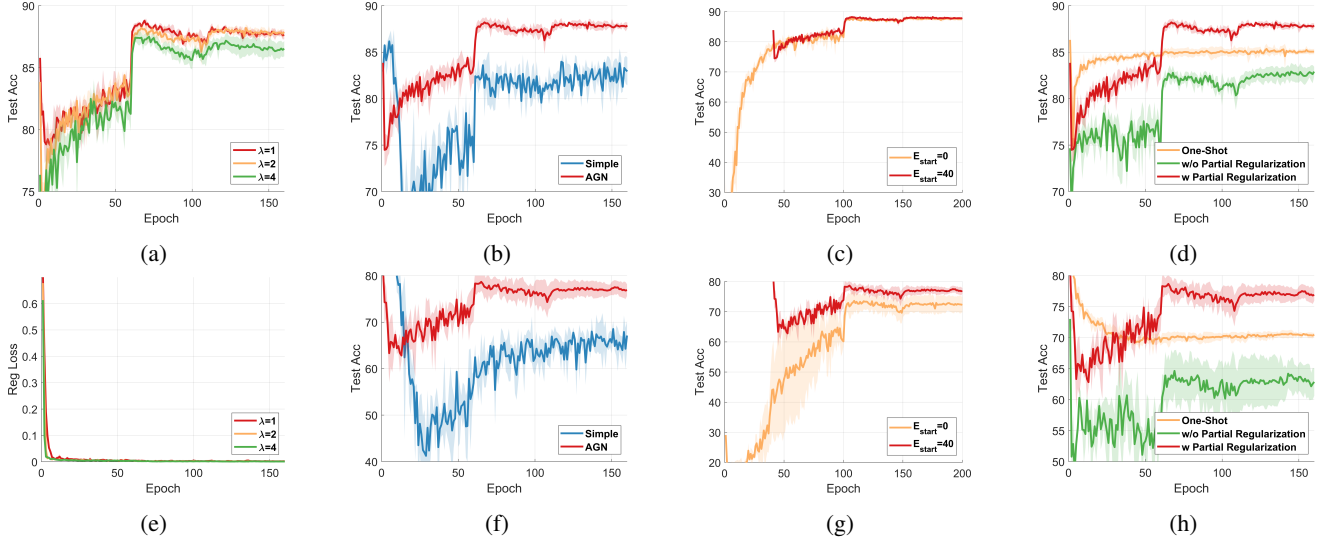 90
85
80
75
Test Acc
0 50 100 150
Epoch
λ=1
λ=2
λ=4
(a)
90
85
80
75
70
Test Acc
0 50 100 150
Epoch
Simple
AGN
(b)
90
80
70
60
50
40
30
Test Acc
0 50 100 150 200
Epoch
E_start=0
E_start=40
(c)
90
85
80
75
70
Test Acc
0 50 100 150
Epoch
One-Shot
w/o Partial Regularization
w Partial Regularization
(d)
0.6
0.5
0.4
0.3
0.2
0.1
0
Reg Loss
0 50 100 150
Epoch
λ=1
λ=2
λ=4
(e)
80
70
60
50
40
Test Acc
0 50 100 150
Epoch
Simple
AGN
(f)
80
70
60
50
40
30
20
Test Acc
0 50 100 150 200
Epoch
E_start=0
E_start=40
(g)
80
75
70
65
60
55
50
Test Acc
0 50 100 150
Epoch
One-Shot
w/o Partial Regularization
w Partial Regularization
(h)